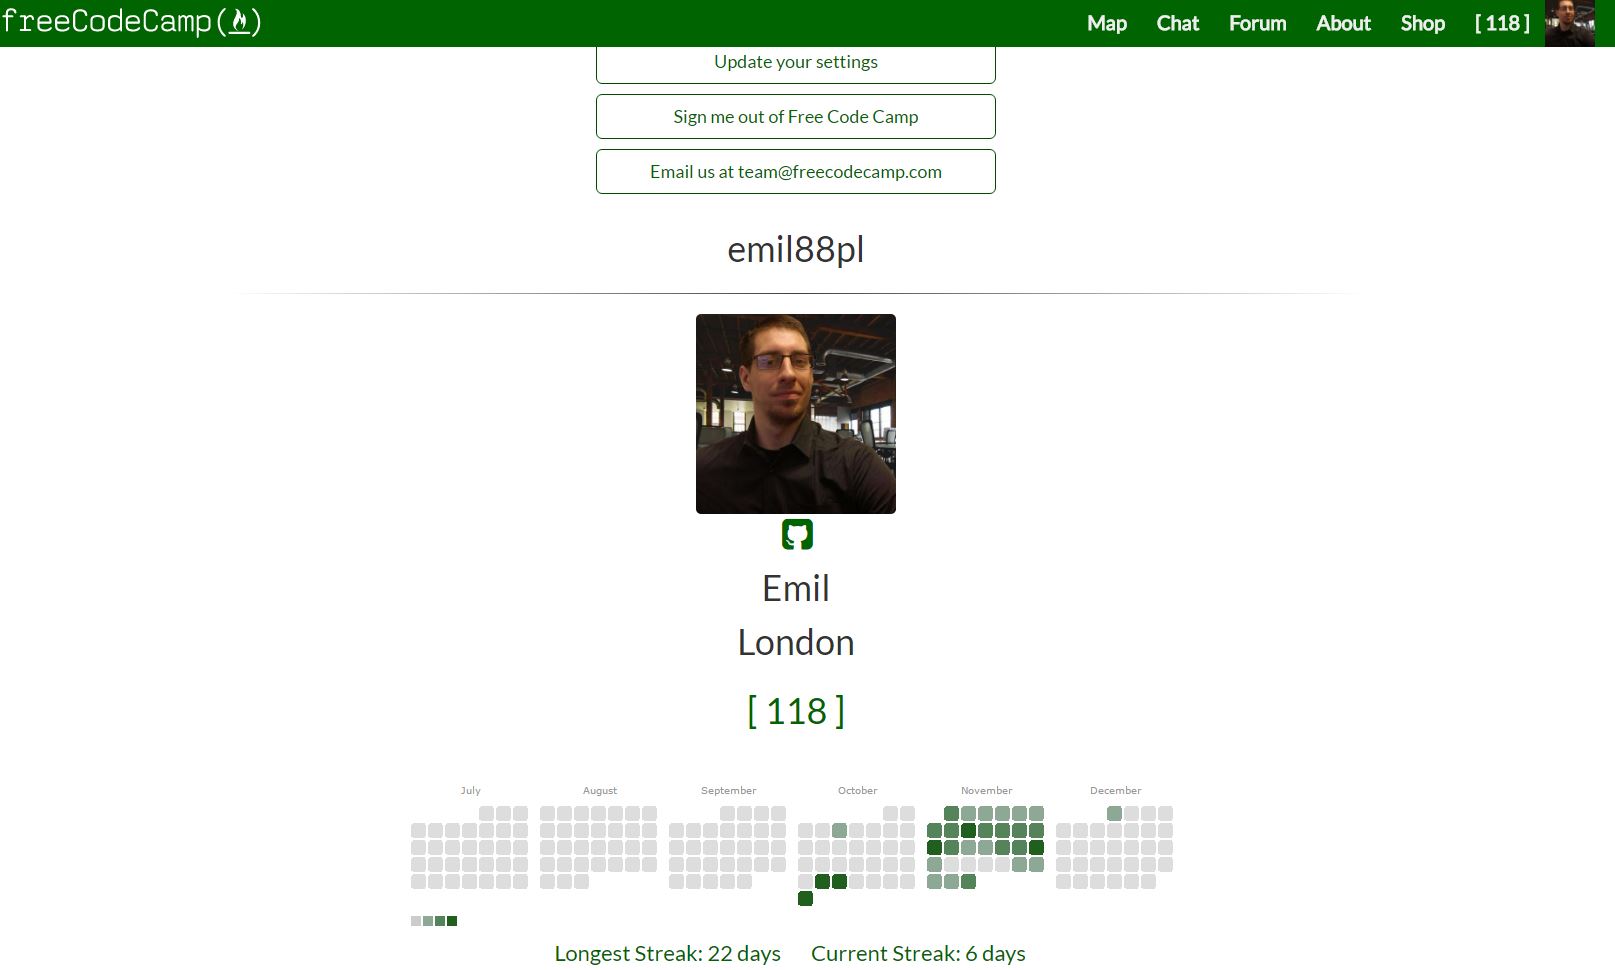 freeCodeCamp(🔥) Map Chat Forum About Shop [ 118 ]
Update your settings
Sign me out of Free Code Camp
Email us at team@freecodecamp.com
emil88pl
Emil
London
[ 118 ]
July August September October November December
Longest Streak: 22 days Current Streak: 6 days